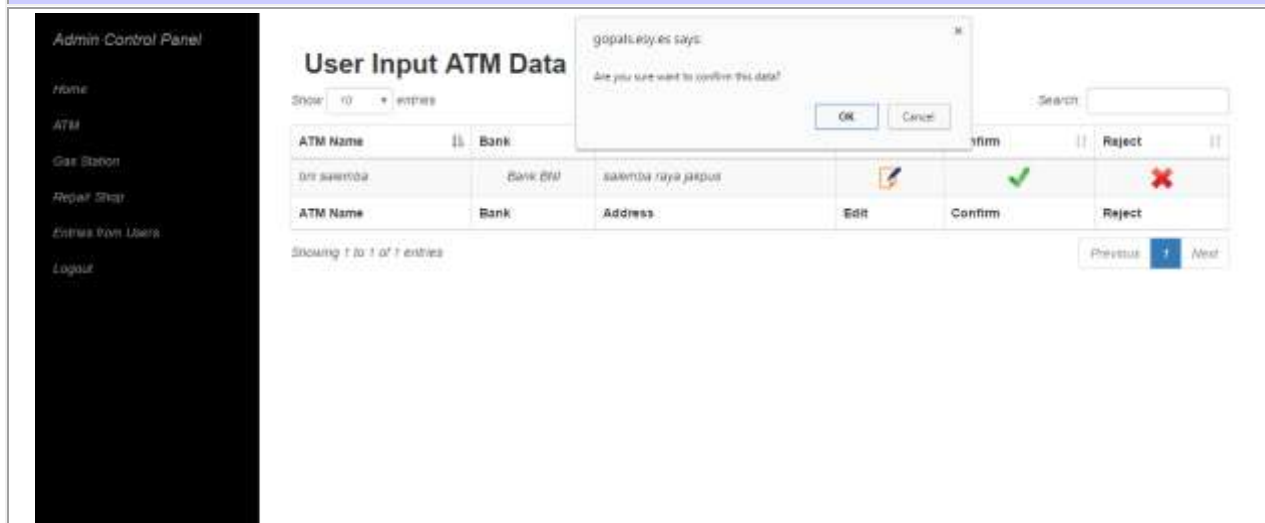 Admin Control Panel
Home
ATM
Gas Station
Repair Shop
Entries from Users
Logout
User Input ATM Data
Show 10 entries
Search:
gopals.esy.es says:
Are you sure want to confirm this data?
OK Cancel
ATM Name Bank nfirm Reject
bni salemba Bank BNI salemba raya jakpus
ATM Name Bank Address Edit Confirm Reject
Showing 1 to 1 of 1 entries
Previous 1 Next